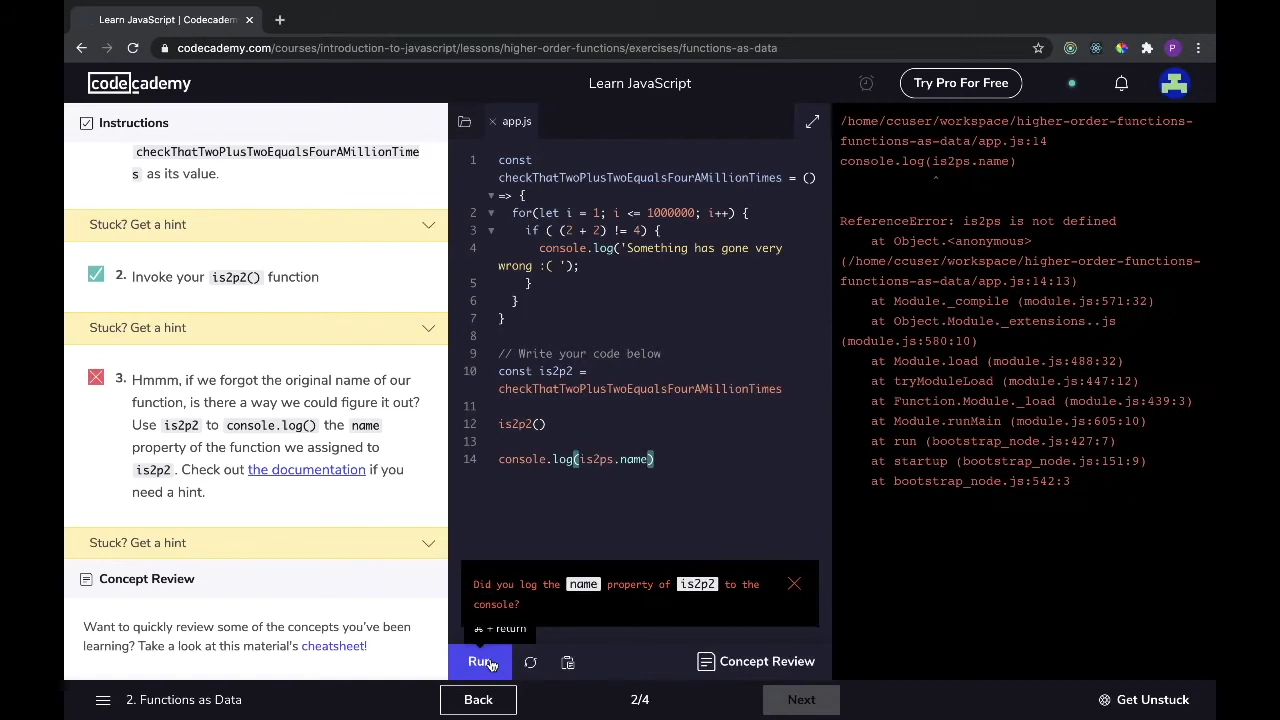 Learn JavaScript | Codecadem
codecademy.com/courses/introduction-to-javascript/lessons/higher-order-functions/exercises/functions-as-data
P
codecademy
Learn JavaScript
Try Pro For Free
Instructions
checkThatTwoPlusTwoEqualsFourAMillionTime
s as its value.
Stuck? Get a hint
2. Invoke your is2p2() function
Stuck? Get a hint
3. Hmmm, if we forgot the original name of our
function, is there a way we could figure it out?
Use is2p2 to console.log() the name
property of the function we assigned to
is2p2. Check out the documentation if you
need a hint.
Stuck? Get a hint
Concept Review
Want to quickly review some of the concepts you've been
learning? Take a look at this material's cheatsheet!
app.js
1 const
checkThatTwoPlusTwoEqualsFourAMillionTimes = ()
=> {
2 for(let i = 1; i <= 1000000; i++) {
3 if ( (2 + 2) != 4) {
4 console.log('Something has gone very
wrong :( ');
5 }
6 }
7 }
8
9 // Write your code below
10 const is2p2 =
checkThatTwoPlusTwoEqualsFourAMillionTimes
11
12 is2p2()
13
14 console.log(is2ps.name)
Did you log the name property of is2p2 to the
console?
⌘ + return
Run
Concept Review
/home/ccuser/workspace/higher-order-functions-
functions-as-data/app.js:14
console.log(is2ps.name)
^
ReferenceError: is2ps is not defined
at Object.<anonymous>
(/home/ccuser/workspace/higher-order-functions-
functions-as-data/app.js:14:13)
at Module._compile (module.js:571:32)
at Object.Module._extensions..js
(module.js:580:10)
at Module.load (module.js:488:32)
at tryModuleLoad (module.js:447:12)
at Function.Module._load (module.js:439:3)
at Module.runMain (module.js:605:10)
at run (bootstrap_node.js:427:7)
at startup (bootstrap_node.js:151:9)
at bootstrap_node.js:542:3
2. Functions as Data
Back
2/4
Next
Get Unstuck